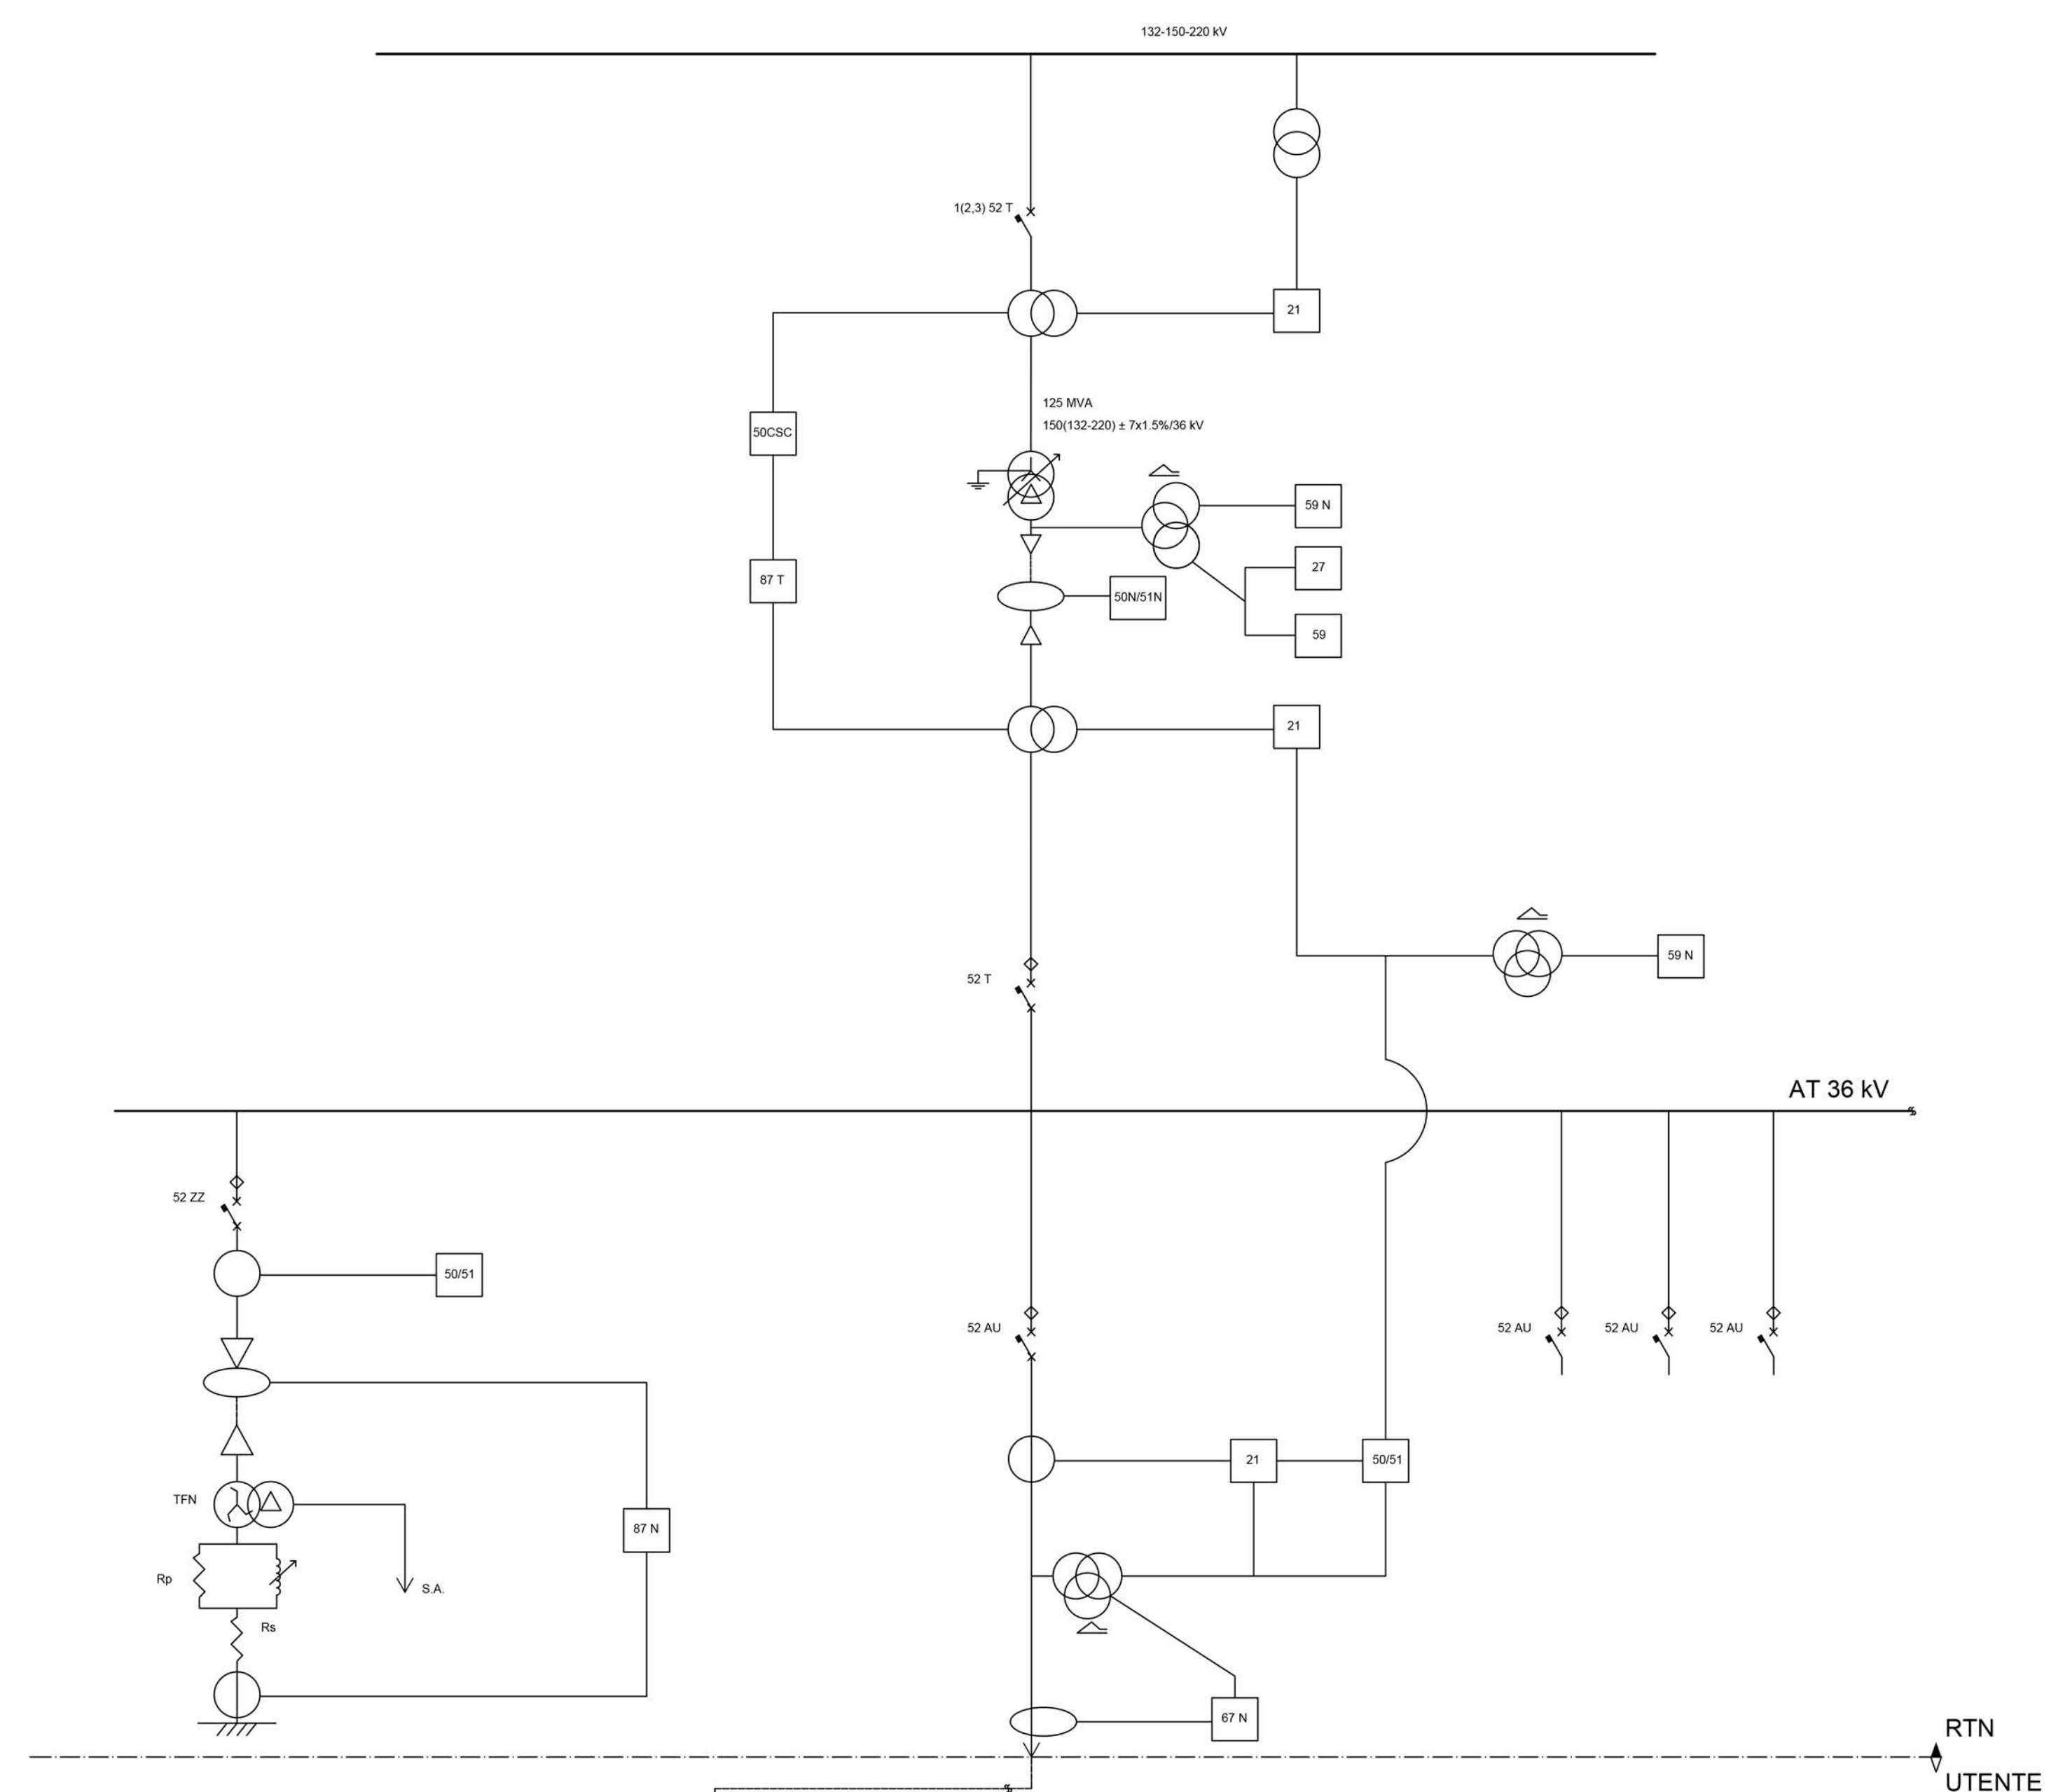 132-150-220 kV
1(2,3) 52 T
21
125 MVA
150(132-220) ± 7x1.5%/36 kV
50CSC
59 N
27
87 T
50N/51N
59
21
59 N
52 T
AT 36 kV
52 ZZ
50/51
52 AU
52 AU
52 AU
52 AU
21
50/51
TFN
87 N
Rp
S.A.
Rs
67 N
RTN
UTENTE